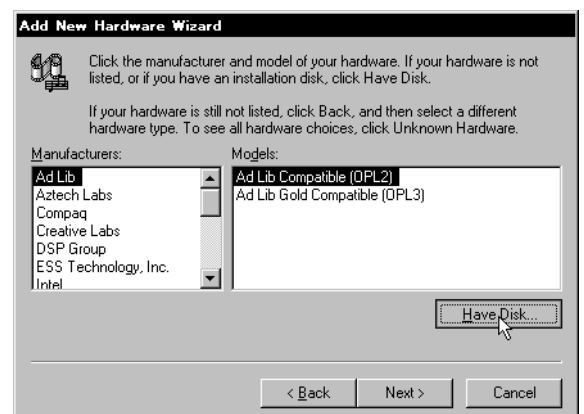 Add New Hardware Wizard
Click the manufacturer and model of your hardware. If your hardware is not
listed, or if you have an installation disk, click Have Disk.
If your hardware is still not listed, click Back, and then select a different
hardware type. To see all hardware choices, click Unknown Hardware.
Manufacturers:
Models:
Ad Lib
Aztech Labs
Compaq
Creative Labs
DSP Group
ESS Technology, Inc.
Intel
Ad Lib Compatible (OPL2)
Ad Lib Gold Compatible (OPL3)
Have Disk...
< Back
Next >
Cancel